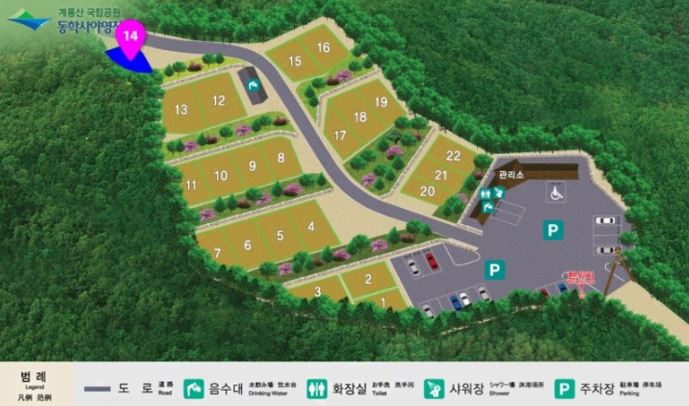 계룡산 국립공원
동학사야영장
14
16
15
13
12
19
18
17
11
10
9
8
22
21
20
관리소
7
6
5
4
P
P
3
2
1
범 례
Legend
凡例 范例
도 로 道路 Road
음수대 水飲み場 饮水台 Drinking Water
화장실 お手洗 洗手间 Toilet
샤워장 シャワー場 淋浴场所 Shower
P 주차장 駐車場 停车场 Parking